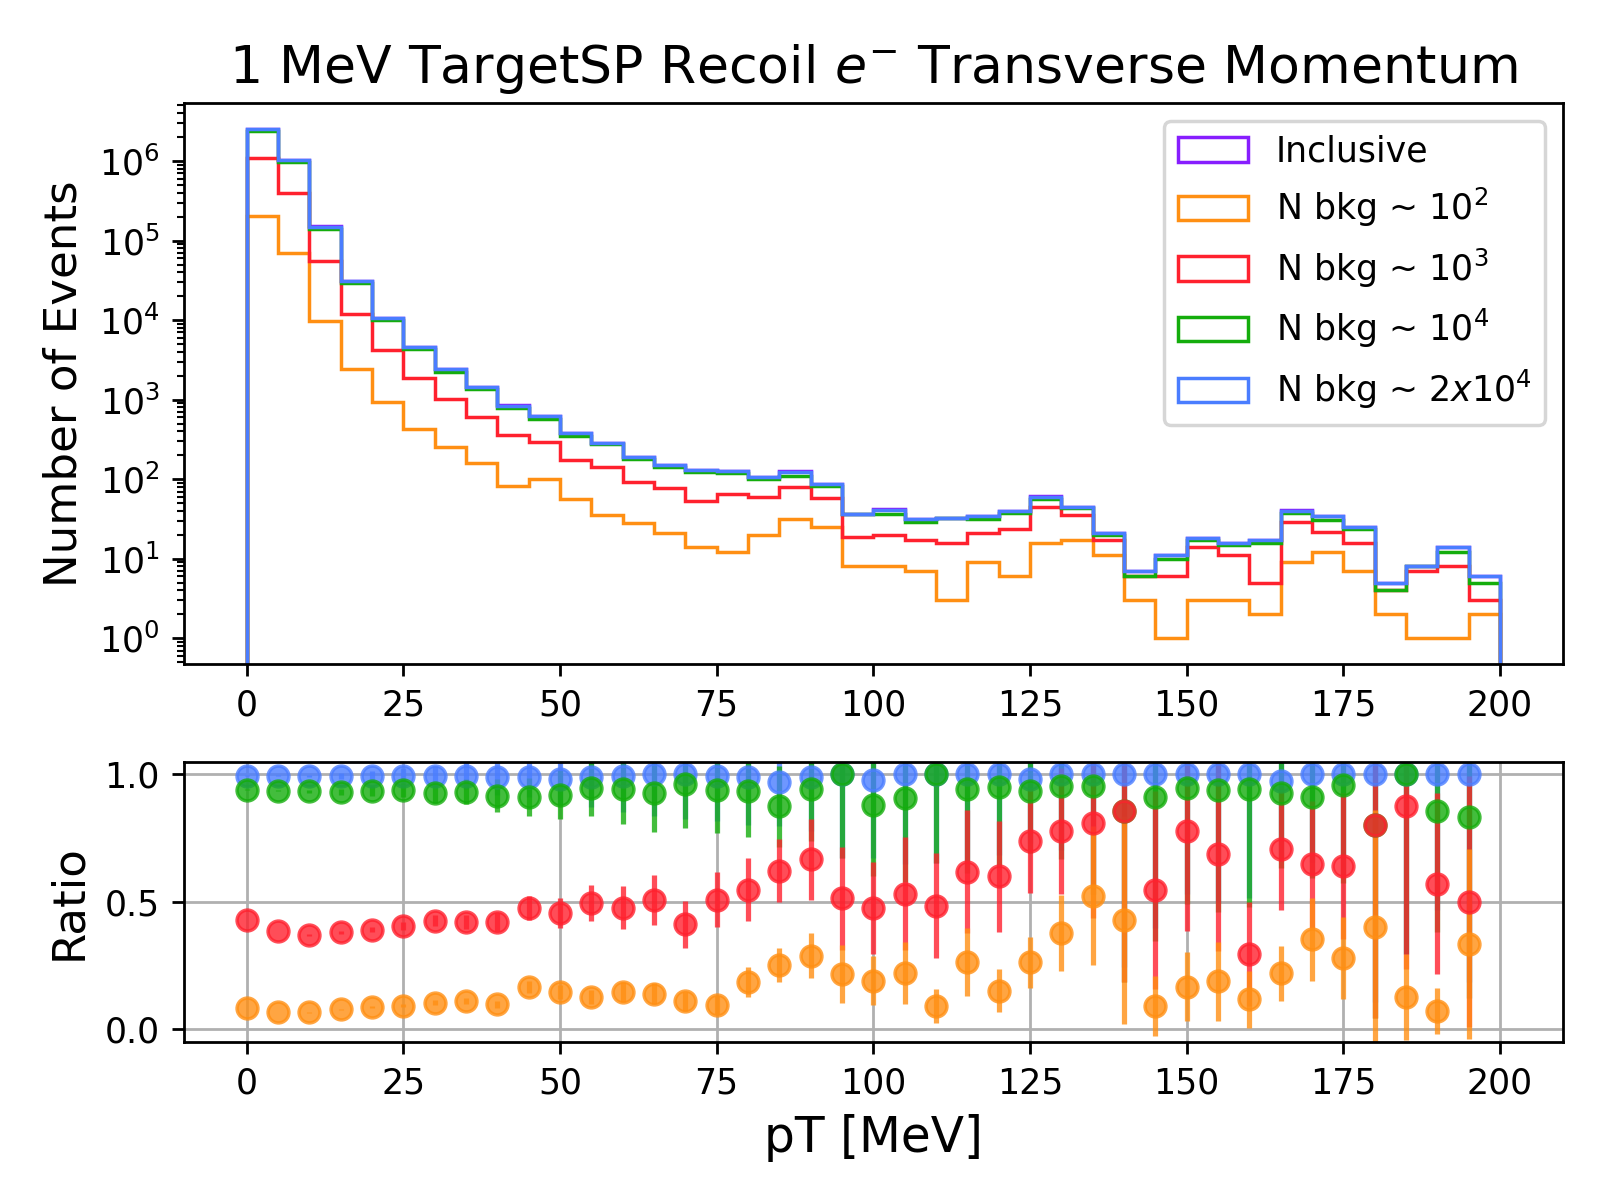 1 MeV TargetSP Recoil e⁻ Transverse Momentum
Number of Events
10⁶
10⁵
10⁴
10³
10²
10¹
10⁰
Inclusive
N bkg ~ 10²
N bkg ~ 10³
N bkg ~ 10⁴
N bkg ~ 2x10⁴
0 25 50 75 100 125 150 175 200
Ratio
1.0
0.5
0.0
0 25 50 75 100 125 150 175 200
pT [MeV]